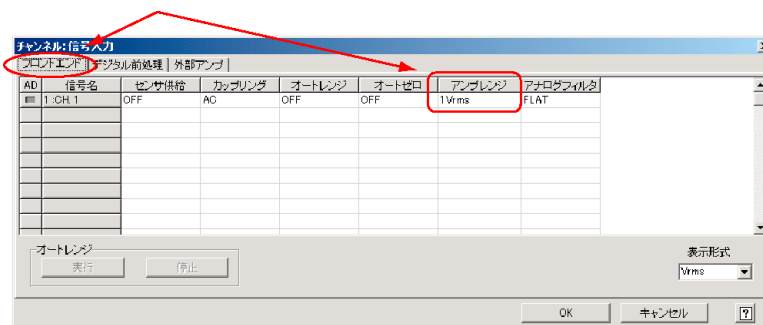 チャンネル:信号入力
フロントエンド デジタル前処理 外部アンプ
AD 信号名 センサ供給 カップリング オートレンジ オートゼロ アンプレンジ アナログフィルタ
1 :CH. 1 OFF AC OFF OFF 1Vrms FLAT
オートレンジ
実行 停止
表示形式
Vrms
OK キャンセル ?